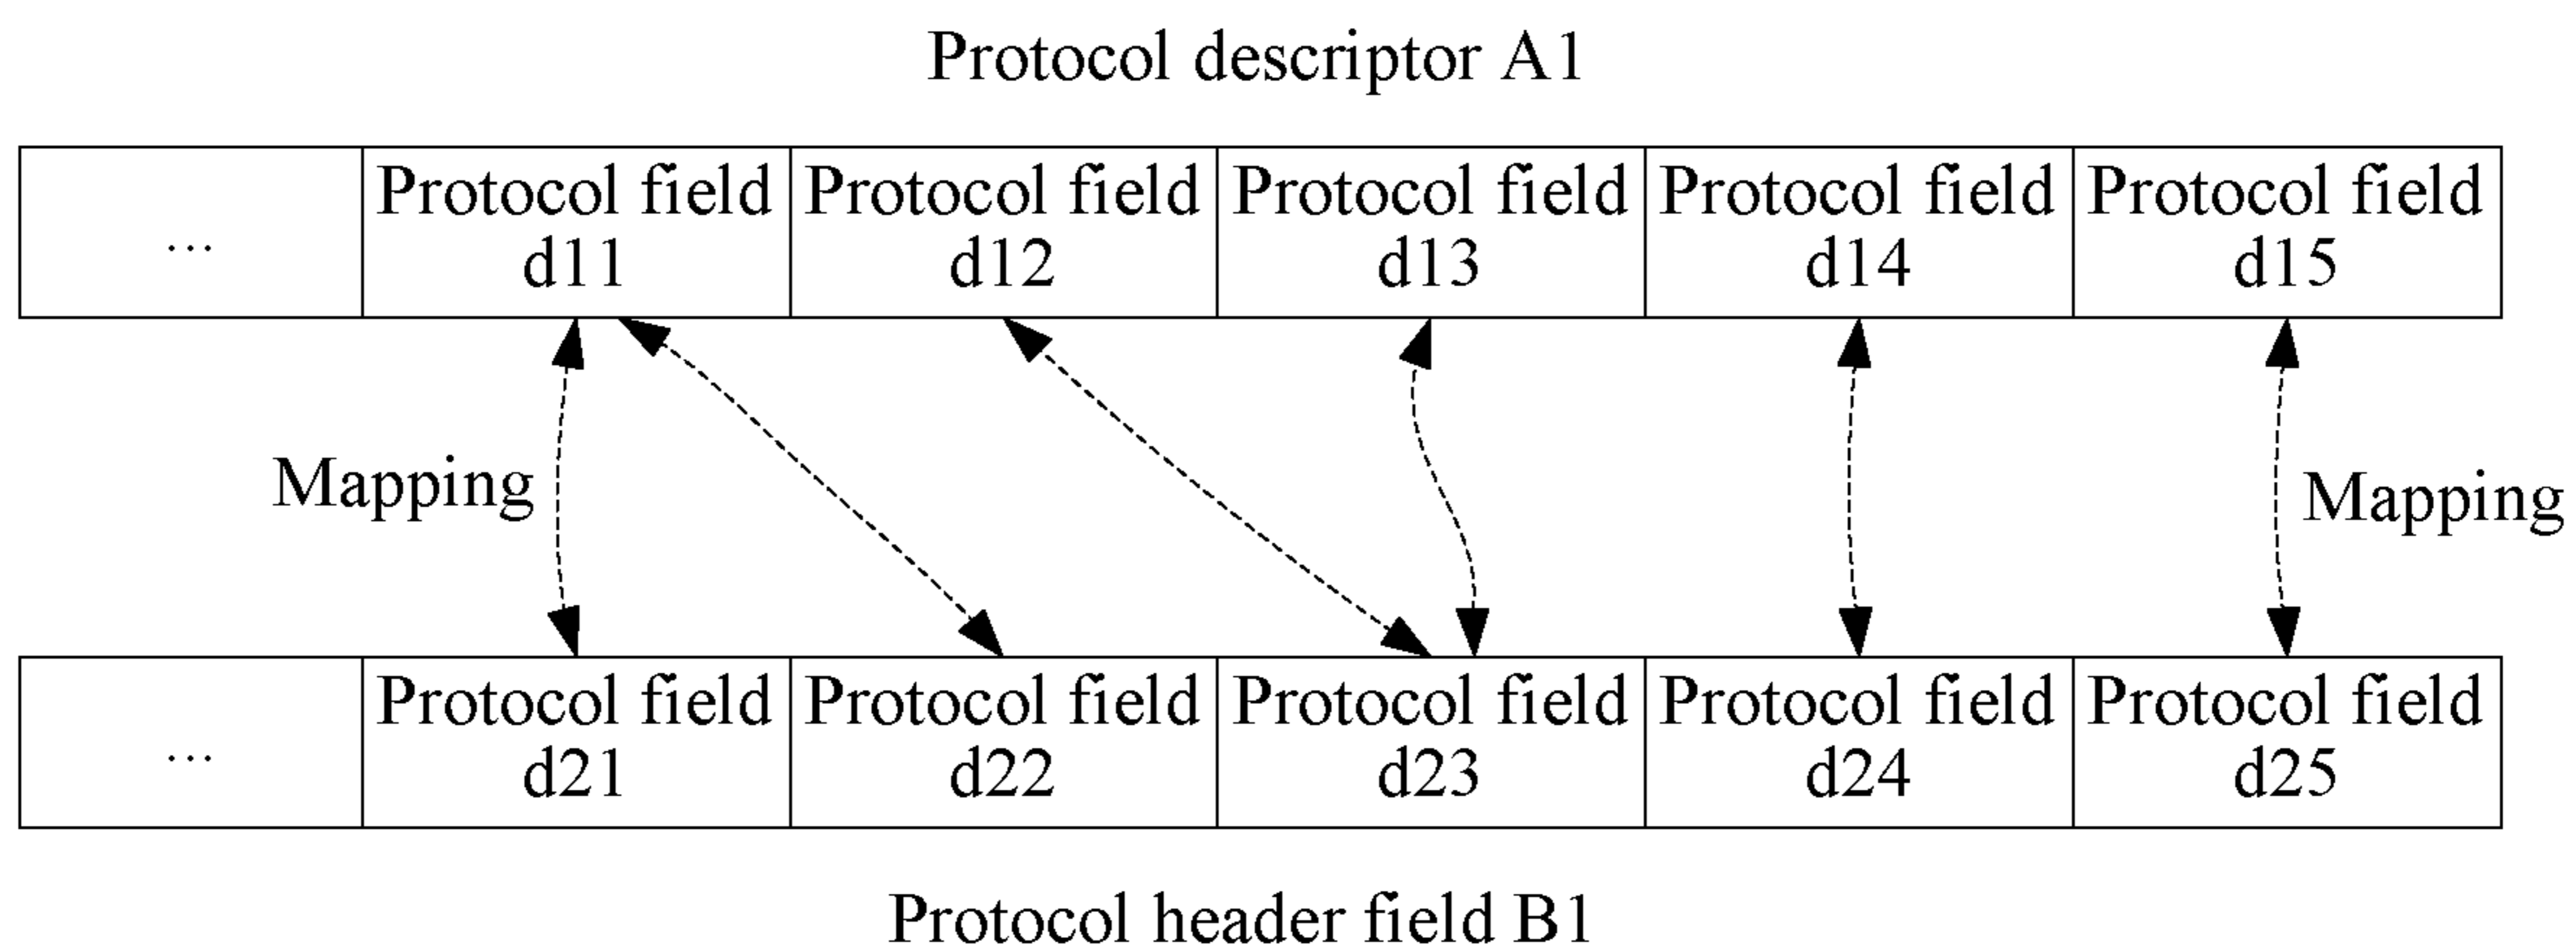 Protocol descriptor A1
...
Protocol field
d11
Protocol field
d12
Protocol field
d13
Protocol field
d14
Protocol field
d15
Mapping
Mapping
...
Protocol field
d21
Protocol field
d22
Protocol field
d23
Protocol field
d24
Protocol field
d25
Protocol header field B1